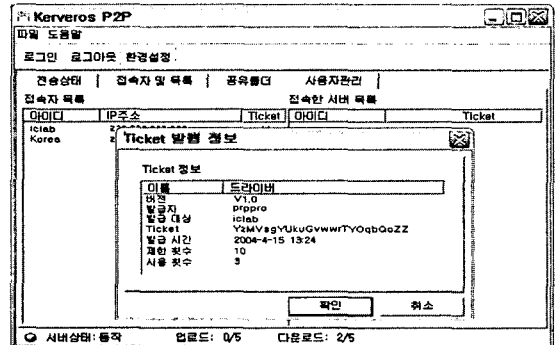 Kerveros P2P
파일 도움말
로그인 로그아웃 환경설정
전송상태 접속자 및 목록 공유폴더 사용자관리
접속자 목록 접속한 서버 목록
아이디 IP주소 Ticket 아이디 Ticket
iclab
Korea
Ticket 발행 정보
Ticket 정보
이름 드라이버
버전 V1.0
발급자 prppro
발급 대상 iclab
Ticket YzMVsgYUkuGvwwrTYOqbQoZZ
발급 시간 2004-4-15 13:24
제한 횟수 10
사용 횟수 3
확인 취소
서버상태: 동작 업로드: 0/5 다운로드: 2/5